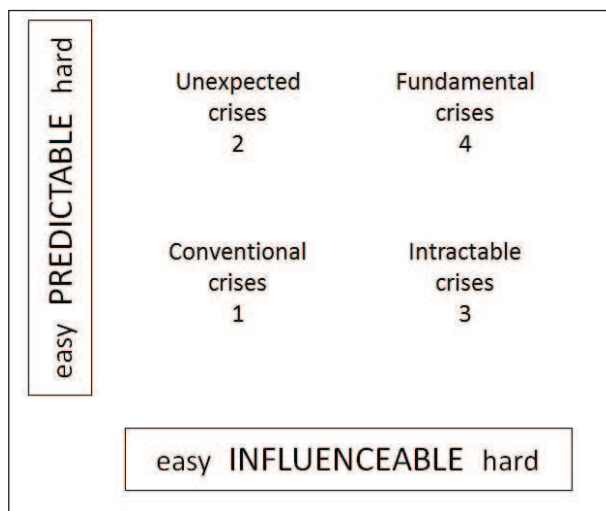 easy PREDICTABLE hard
Unexpected
crises
2
Fundamental
crises
4
Conventional
crises
1
Intractable
crises
3
easy INFLUENCEABLE hard